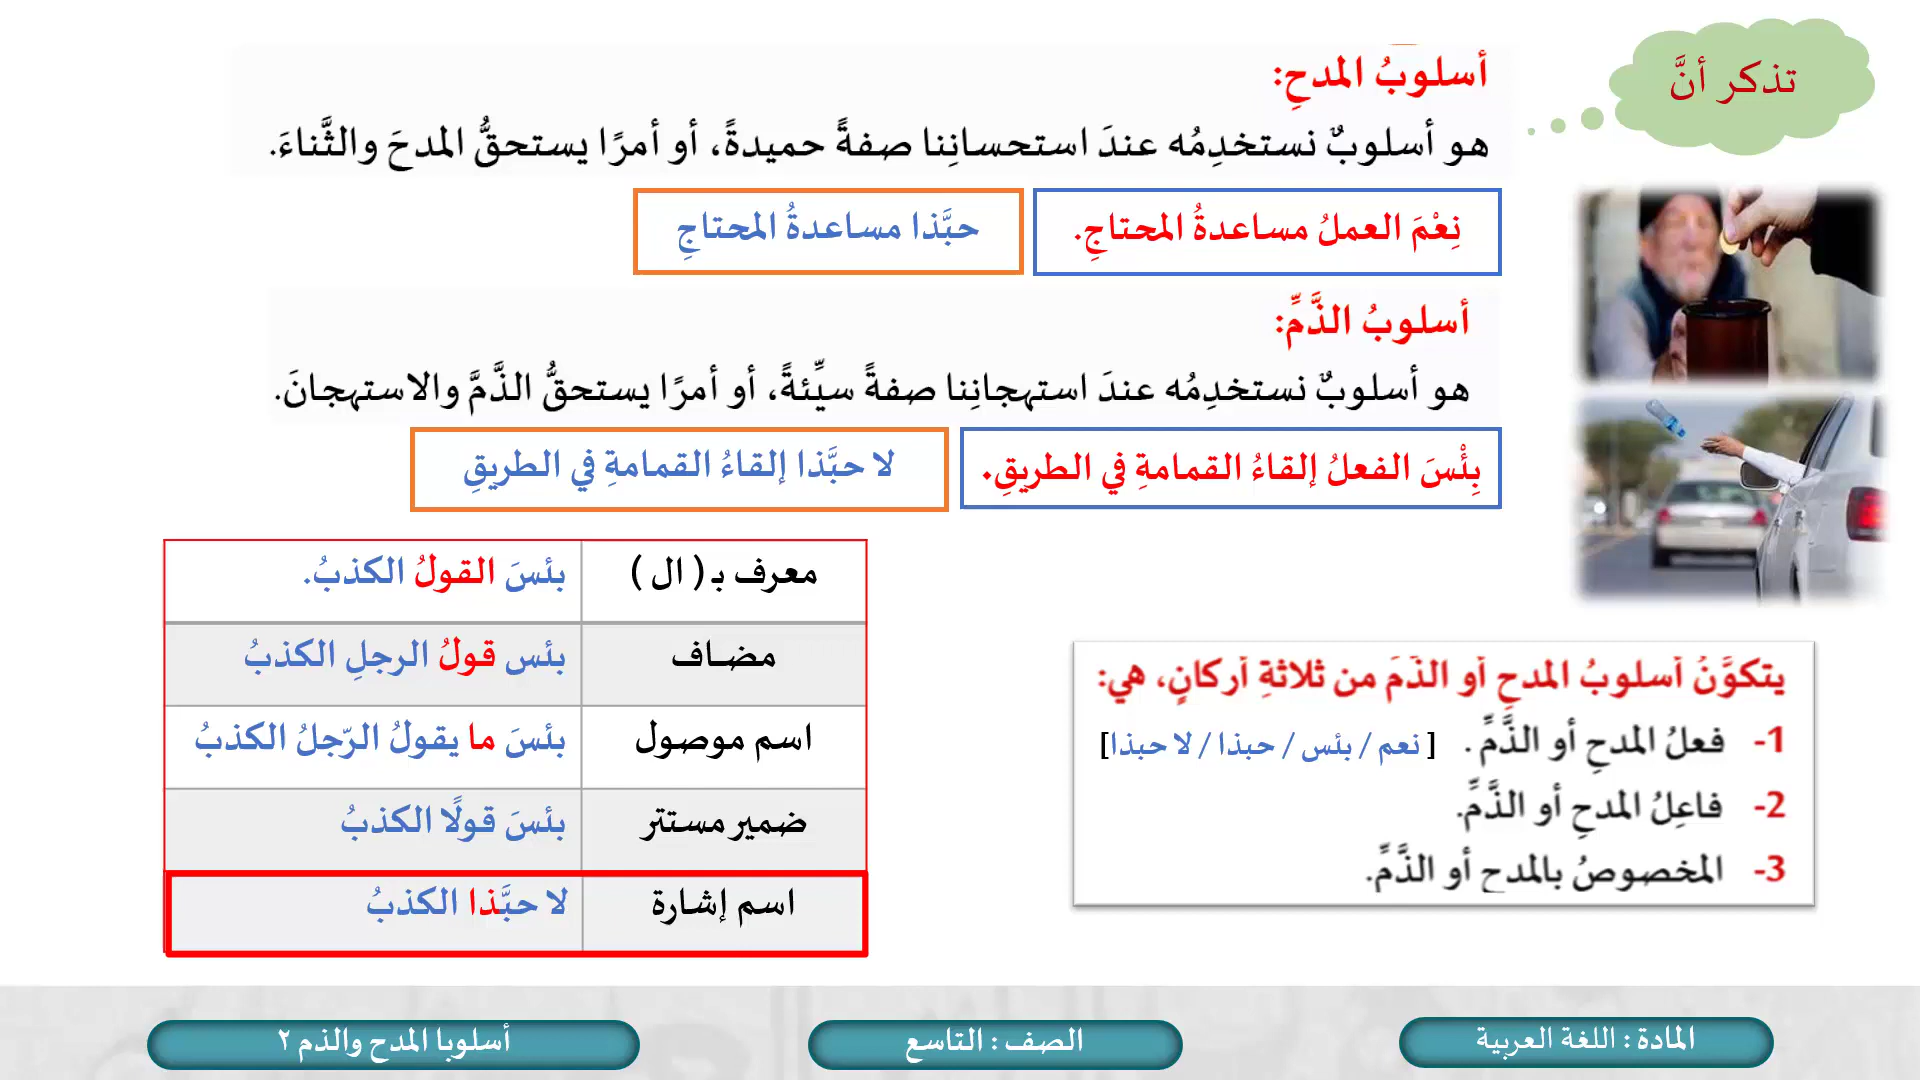 تذكر أنَّ
أسلوبُ المدحِ:
هو أسلوبٌ نستخدِمُه عندَ استحسانِنا صفةً حميدةً، أو أمرًا يستحقُّ المدحَ والثَّناءَ.
نِعْمَ العملُ مساعدةُ المحتاجِ.
حبَّذا مساعدةُ المحتاجِ
أسلوبُ الذَّمِّ:
هو أسلوبٌ نستخدِمُه عندَ استهجانِنا صفةً سيِّئةً، أو أمرًا يستحقُّ الذَّمَّ والاستهجانَ.
بِئْسَ الفعلُ إلقاءُ القمامةِ في الطريقِ.
لا حبَّذا إلقاءُ القمامةِ في الطريقِ
يتكوَّنُ أسلوبُ المدحِ أو الذَّمَ من ثلاثةِ أركانٍ، هي:
1- فعلُ المدحِ أو الذَّمِّ . [ نعم / بئس / حبذا / لا حبذا]
2- فاعِلُ المدحِ أو الذَّمِّ.
3- المخصوصُ بالمدحِ أو الذَّمِّ.
معرف بـ ( ال ) بئسَ القولُ الكذبُ.
مضاف بئس قولُ الرجلِ الكذبُ
اسم موصول بئسَ ما يقولُ الرّجلُ الكذبُ
ضمير مستتر بئسَ قولًا الكذبُ
اسم إشارة لا حبَّذا الكذبُ
المادة : اللغة العربية
الصف : التاسع
أسلوبا المدح والذم ٢